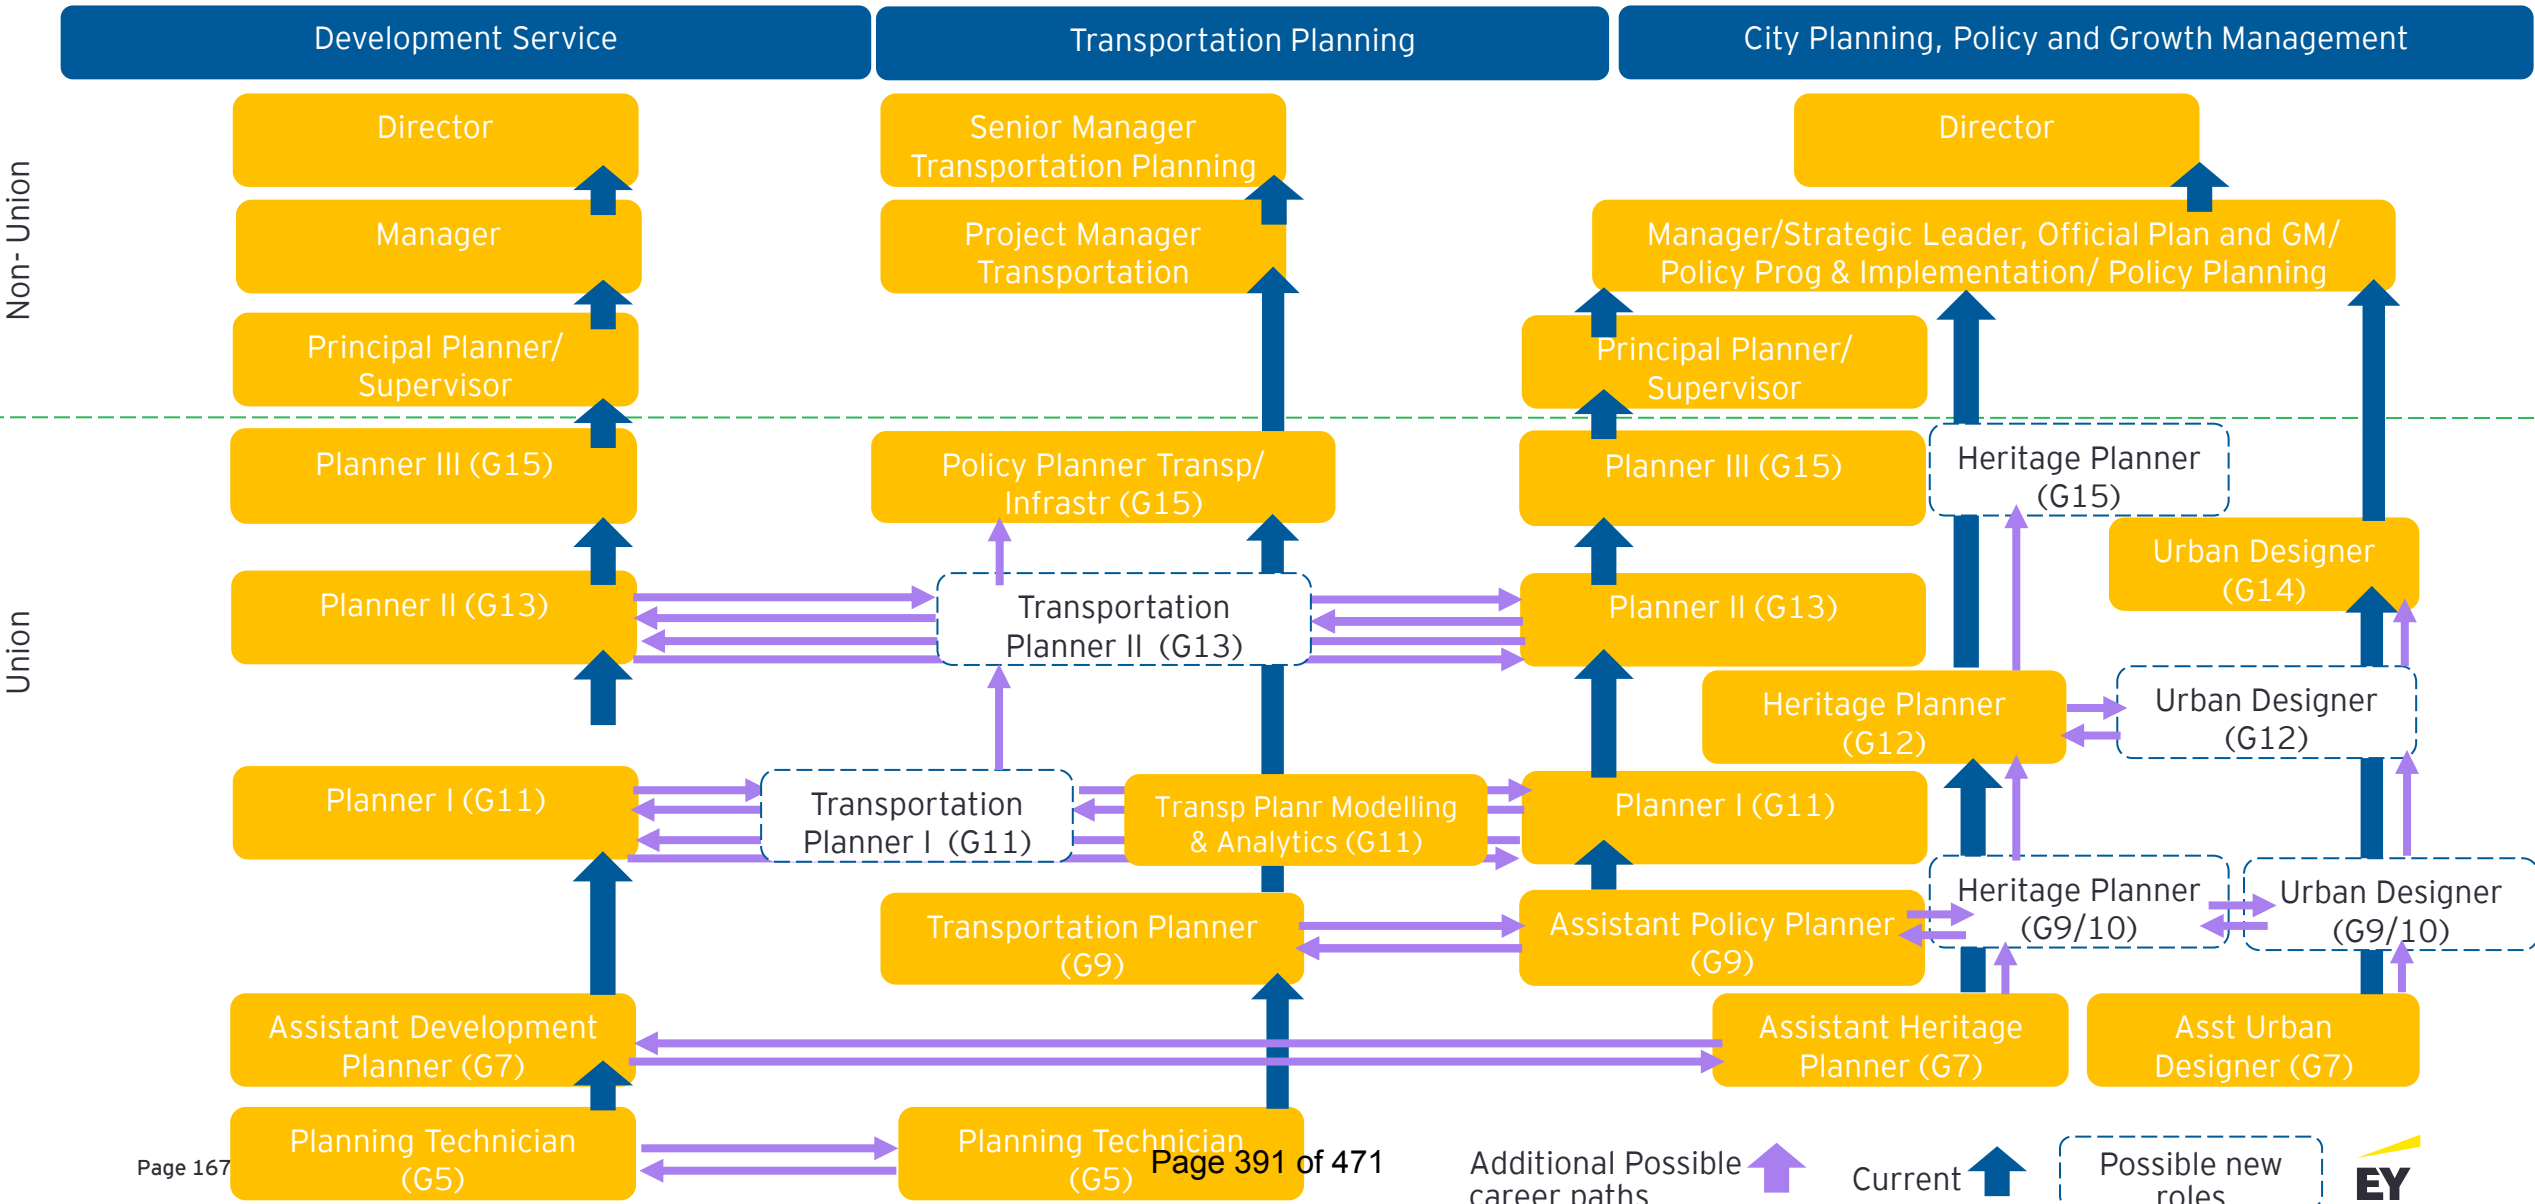 Development Service
Transportation Planning
City Planning, Policy and Growth Management
Non- Union
Director
Senior Manager
Transportation Planning
Director
Manager
Project Manager
Transportation
Manager/Strategic Leader, Official Plan and GM/
Policy Prog & Implementation/ Policy Planning
Principal Planner/
Supervisor
Principal Planner/
Supervisor
Union
Planner III (G15)
Policy Planner Transp/
Infrastr (G15)
Planner III (G15)
Heritage Planner
(G15)
Urban Designer
(G14)
Planner II (G13)
Transportation
Planner II (G13)
Planner II (G13)
Heritage Planner
(G12)
Urban Designer
(G12)
Planner I (G11)
Transportation
Planner I (G11)
Transp Planr Modelling
& Analytics (G11)
Planner I (G11)
Transportation Planner
(G9)
Assistant Policy Planner
(G9)
Heritage Planner
(G9/10)
Urban Designer
(G9/10)
Assistant Development
Planner (G7)
Assistant Heritage
Planner (G7)
Asst Urban
Designer (G7)
Planning Technician
(G5)
Planning Technician
(G5)
Page 167
Page 391 of 471
Additional Possible
career paths
Current
Possible new
roles
EY